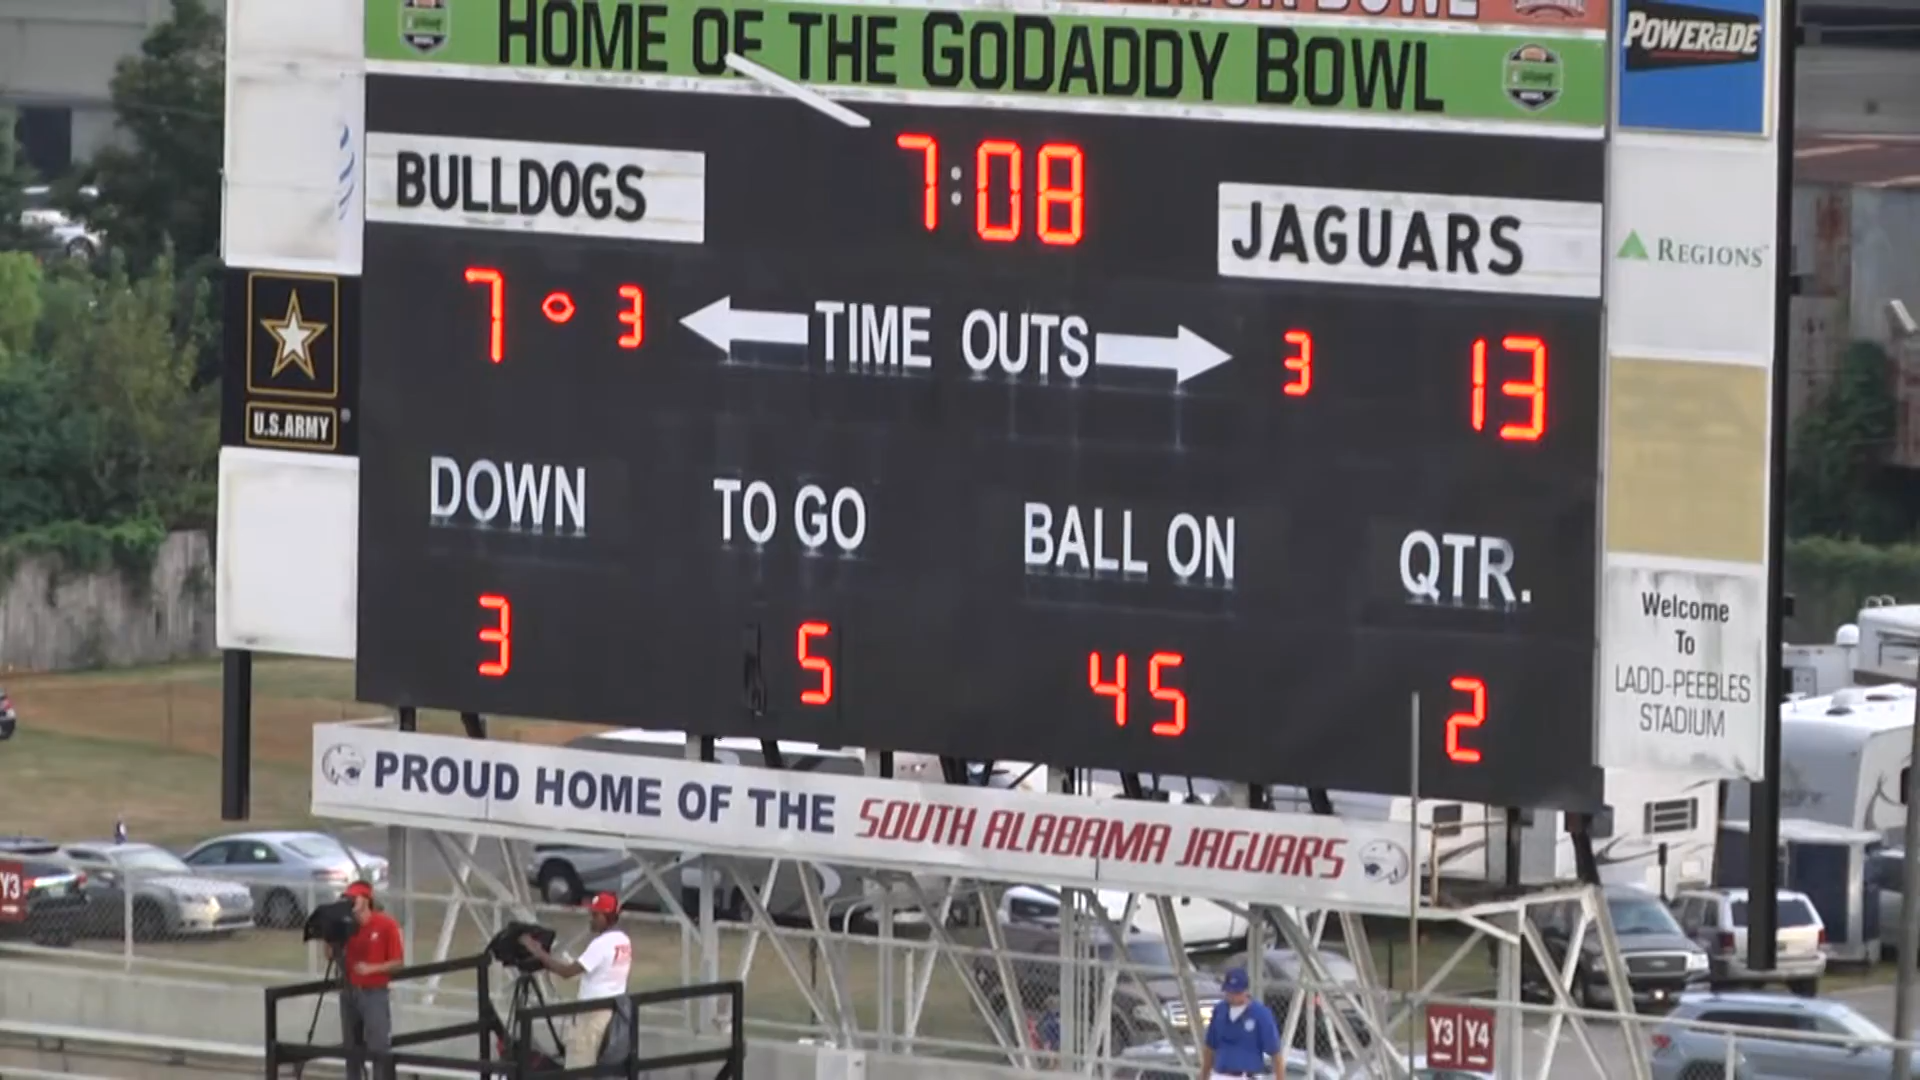 BOWL
HOME OF THE GODADDY BOWL
POWERADE
BULLDOGS
7:08
JAGUARS
REGIONS
7 3
TIME OUTS
3 13
U.S.ARMY
DOWN
TO GO
BALL ON
QTR.
3
5
45
2
Welcome
To
LADD-PEEBLES
STADIUM
PROUD HOME OF THE SOUTH ALABAMA JAGUARS
Y3
Y3 Y4